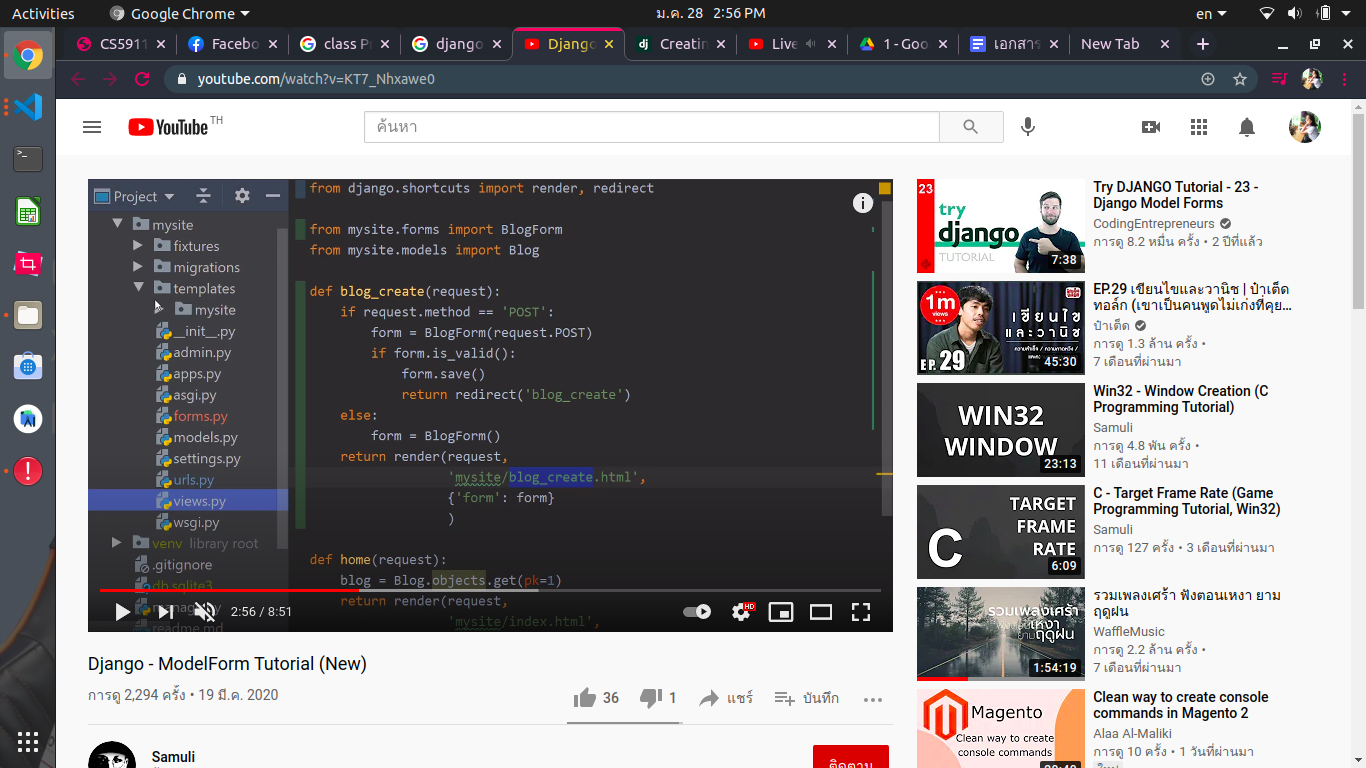 Activities
Google Chrome
ม.ค. 28 2:56 PM
en
CS5911
Facebo
class P
django
Django
Creatin
Live
1 - Goo
เอกสาร
New Tab
youtube.com/watch?v=KT7_Nhxawe0
YouTube TH
ค้นหา
Project
mysite
fixtures
migrations
templates
mysite
__init__.py
admin.py
apps.py
asgi.py
forms.py
models.py
settings.py
urls.py
views.py
wsgi.py
venv library root
.gitignore
db.sqlite3
readme.md
from django.shortcuts import render, redirect
from mysite.forms import BlogForm
from mysite.models import Blog
def blog_create(request):
if request.method == 'POST':
form = BlogForm(request.POST)
if form.is_valid():
form.save()
return redirect('blog_create')
else:
form = BlogForm()
return render(request,
'mysite/blog_create.html',
{'form': form}
)
def home(request):
blog = Blog.objects.get(pk=1)
return render(request,
'mysite/index.html',
2:56 / 8:51
HD
Django - ModelForm Tutorial (New)
การดู 2,294 ครั้ง • 19 มี.ค. 2020
36
1
แชร์
บันทึก
Samuli
ติดตาม
23
try
django
TUTORIAL
7:38
Try DJANGO Tutorial - 23 -
Django Model Forms
CodingEntrepreneurs
การดู 8.2 หมื่น ครั้ง • 2 ปีที่แล้ว
1m
views
เขียนไข
และวานิช
EP.29
45:30
EP.29 เขียนไขและวานิช | ป๋าเต็ด
ทอล์ก (เขาเป็นคนพูดไม่เก่งที่คุย...
ป๋าเต็ด
การดู 1.3 ล้าน ครั้ง •
7 เดือนที่ผ่านมา
WIN32
WINDOW
23:13
Win32 - Window Creation (C
Programming Tutorial)
Samuli
การดู 4.8 พัน ครั้ง •
11 เดือนที่ผ่านมา
C
TARGET
FRAME
RATE
6:09
C - Target Frame Rate (Game
Programming Tutorial, Win32)
Samuli
การดู 127 ครั้ง • 3 เดือนที่ผ่านมา
รวมเพลงเศร้า
เหงา
ยามฤดูฝน
1:54:19
รวมเพลงเศร้า ฟังตอนเหงา ยาม
ฤดูฝน
WaffleMusic
การดู 2.2 ล้าน ครั้ง •
7 เดือนที่ผ่านมา
Magento
Clean way to create
console commands
Clean way to create console
commands in Magento 2
Alaa Al-Maliki
การดู 10 ครั้ง • 1 วันที่ผ่านมา